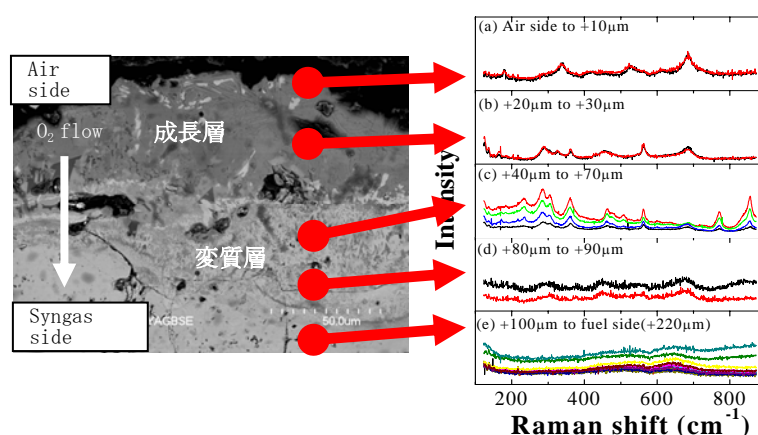 Air
side
O₂ flow
成長層
変質層
Syngas
side
YAGBSE
50.0um
Intensity
(a) Air side to +10μm
(b) +20μm to +30μm
(c) +40μm to +70μm
(d) +80μm to +90μm
(e) +100μm to fuel side(+220μm)
200 400 600 800
Raman shift (cm⁻¹)